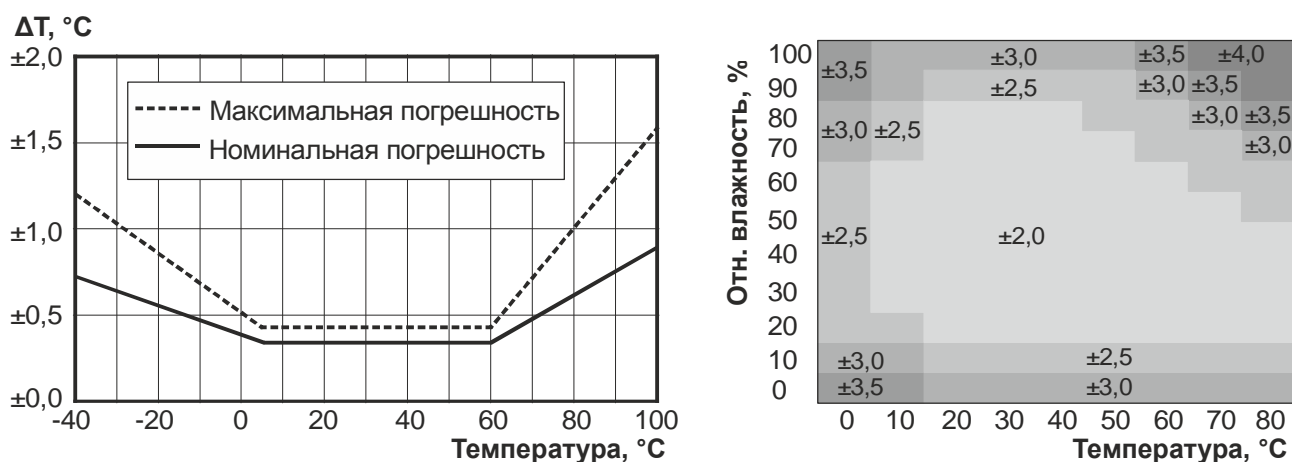 ΔT, °C
±2,0
±1,5
±1,0
±0,5
±0,0
Максимальная погрешность
Номинальная погрешность
-40 -20 0 20 40 60 80 100
Температура, °C
Отн. влажность, %
100
90
80
70
60
50
40
30
20
10
0
±3,5 ±3,0 ±3,5 ±4,0
±2,5 ±3,0 ±3,5
±3,0 ±2,5 ±3,0 ±3,5
±3,0
±2,5 ±2,0
±3,0 ±2,5
±3,5 ±3,0
0 10 20 30 40 50 60 70 80
Температура, °C